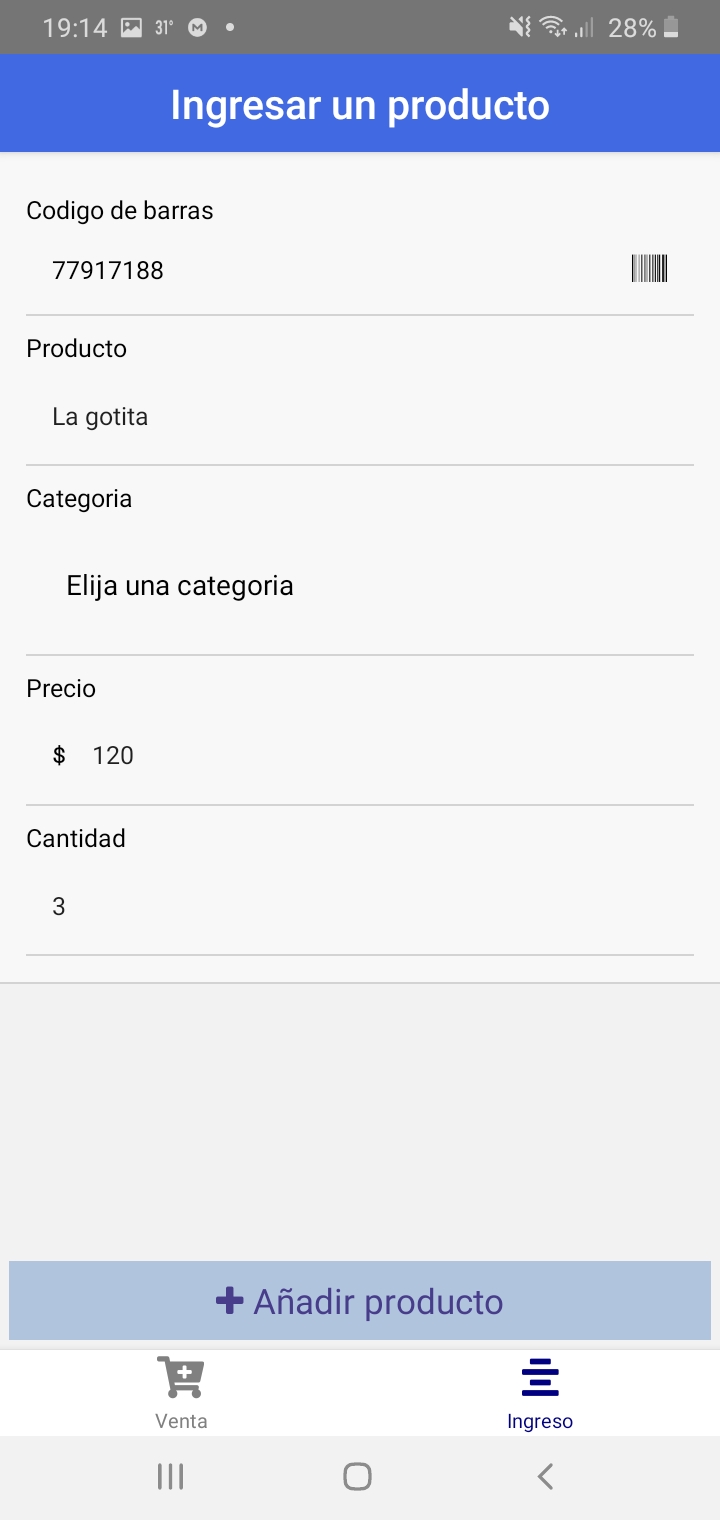 19:14 31° M 28%
Ingresar un producto
Codigo de barras
77917188
Producto
La gotita
Categoria
Elija una categoria
Precio
$ 120
Cantidad
3
Añadir producto
Venta Ingreso